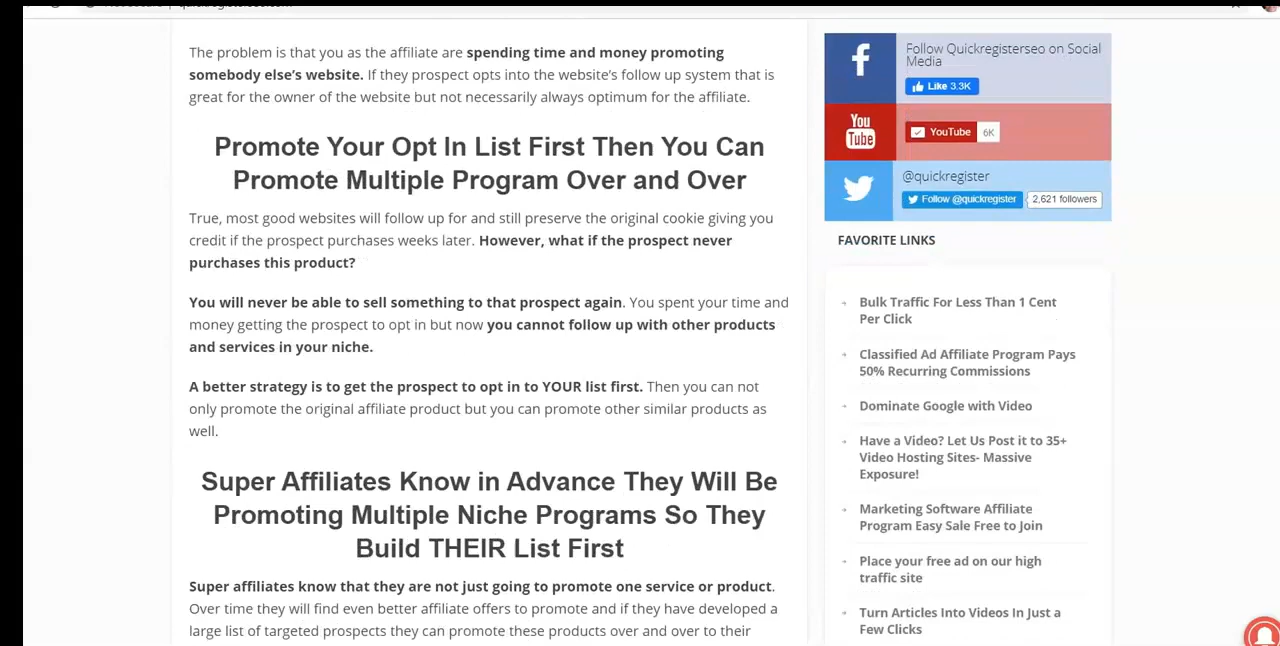 The problem is that you as the affiliate are spending time and money promoting
somebody else's website. If they prospect opts into the website's follow up system that is
great for the owner of the website but not necessarily always optimum for the affiliate.
Promote Your Opt In List First Then You Can
Promote Multiple Program Over and Over
True, most good websites will follow up for and still preserve the original cookie giving you
credit if the prospect purchases weeks later. However, what if the prospect never
purchases this product?
You will never be able to sell something to that prospect again. You spent your time and
money getting the prospect to opt in but now you cannot follow up with other products
and services in your niche.
A better strategy is to get the prospect to opt in to YOUR list first. Then you can not
only promote the original affiliate product but you can promote other similar products as
well.
Super Affiliates Know in Advance They Will Be
Promoting Multiple Niche Programs So They
Build THEIR List First
Super affiliates know that they are not just going to promote one service or product.
Over time they will find even better affiliate offers to promote and if they have developed a
large list of targeted prospects they can promote these products over and over to their
Follow Quickregisterseo on Social
Media
Like 3.3K
You
Tube
YouTube 6K
@quickregister
Follow @quickregister 2,621 followers
FAVORITE LINKS
Bulk Traffic For Less Than 1 Cent
Per Click
Classified Ad Affiliate Program Pays
50% Recurring Commissions
Dominate Google with Video
Have a Video? Let Us Post it to 35+
Video Hosting Sites- Massive
Exposure!
Marketing Software Affiliate
Program Easy Sale Free to Join
Place your free ad on our high
traffic site
Turn Articles Into Videos In Just a
Few Clicks